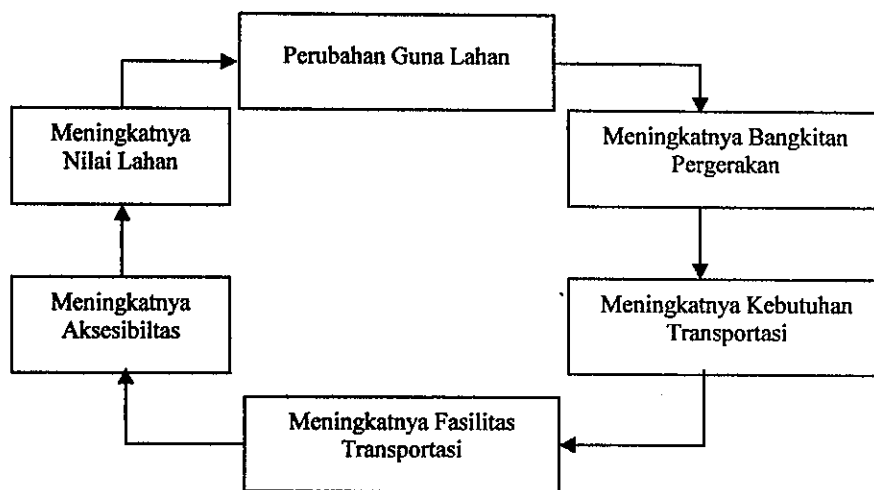 Perubahan Guna Lahan
Meningkatnya Bangkitan
Pergerakan
Meningkatnya Kebutuhan
Transportasi
Meningkatnya Fasilitas
Transportasi
Meningkatnya
Aksesibiltas
Meningkatnya
Nilai Lahan